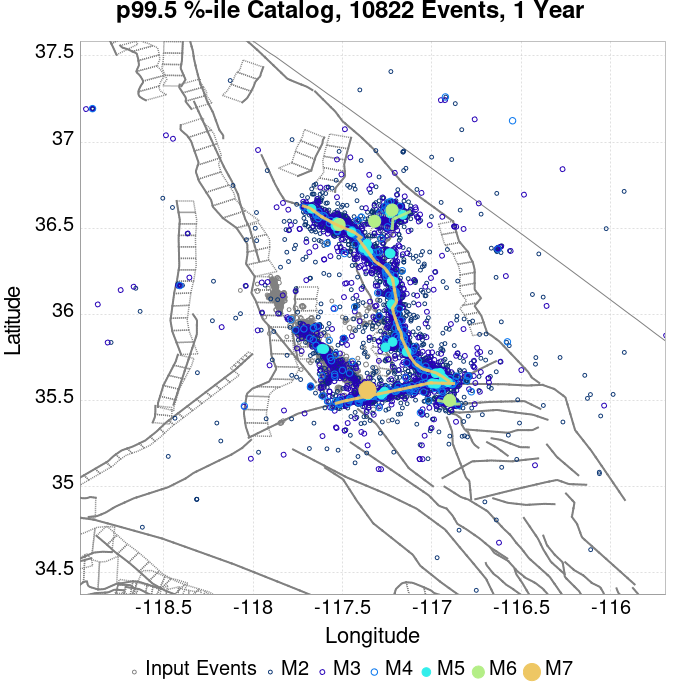 p99.5 %-ile Catalog, 10822 Events, 1 Year
37.5
37
36.5
36
35.5
35
34.5
Latitude
-118.5 -118 -117.5 -117 -116.5 -116
Longitude
Input Events M2 M3 M4 M5 M6 M7